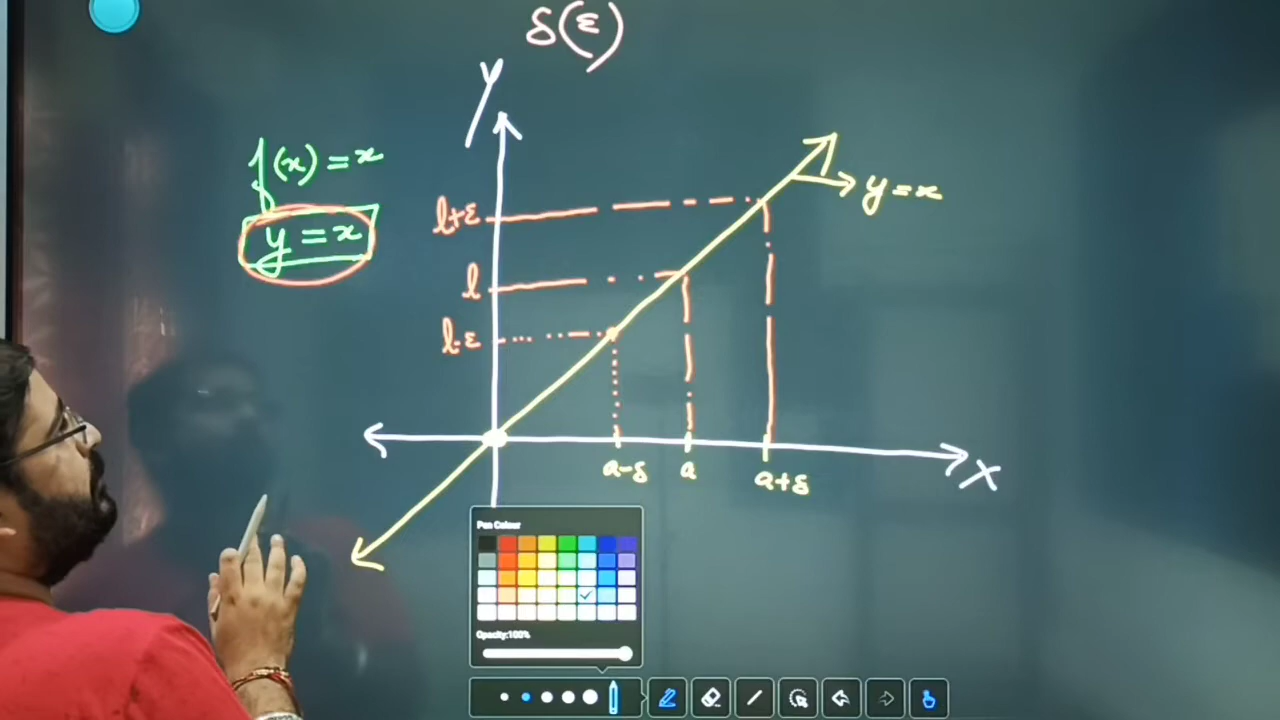 δ(ε)
y
f(x) = x
y = x
y = x
l+ε
l
l-ε
a-δ
a
a+δ
X
Pen Colour
Opacity:100%